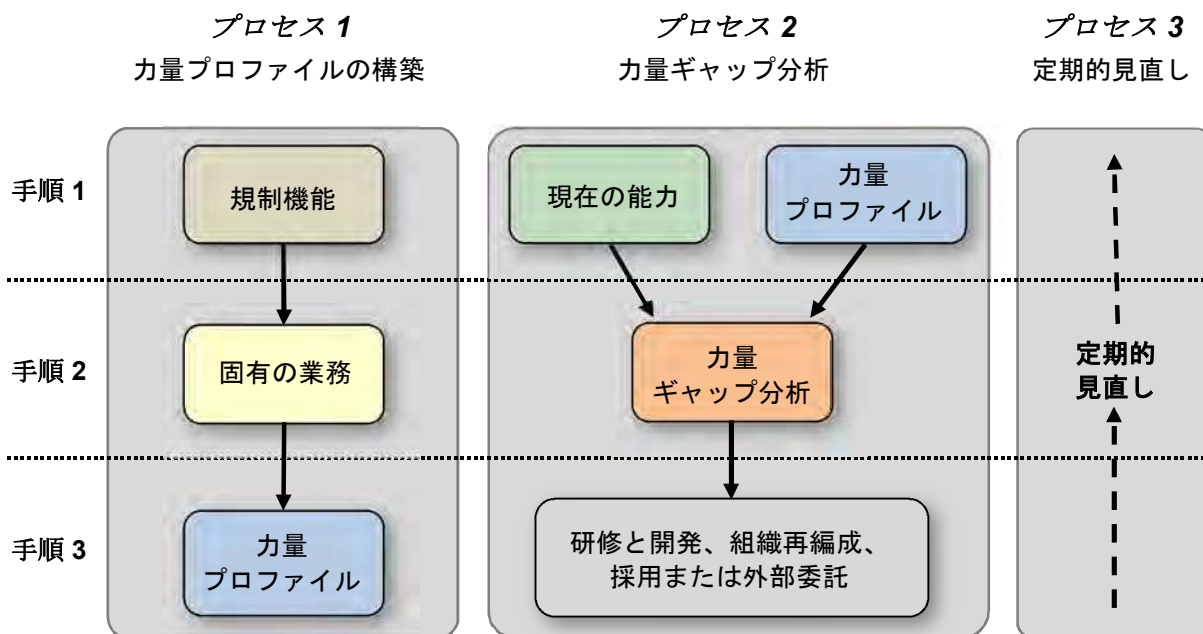 プロセス 1
力量プロファイルの構築
プロセス 2
力量ギャップ分析
プロセス 3
定期的見直し
手順 1
規制機能
現在の能力
力量
プロファイル
手順 2
固有の業務
力量
ギャップ分析
定期的
見直し
手順 3
力量
プロファイル
研修と開発、組織再編成、
採用または外部委託